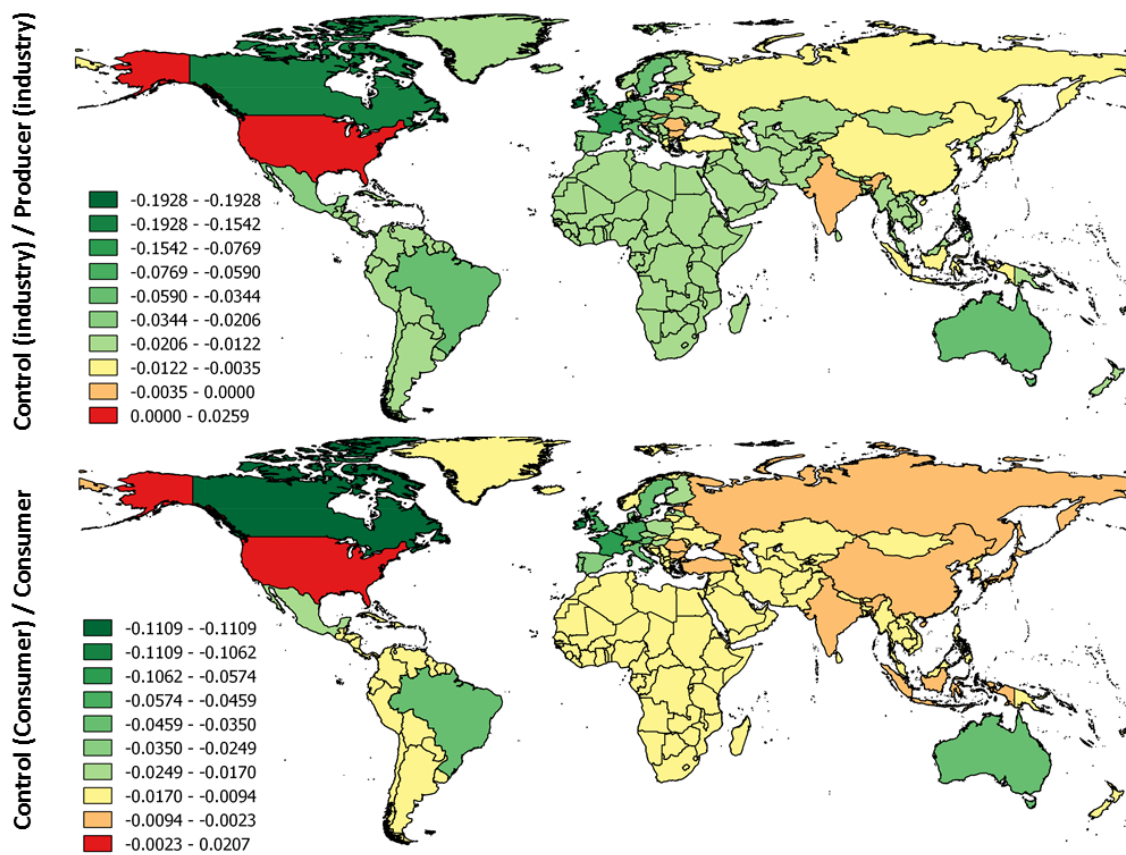 Control (industry) / Producer (industry)
-0.1928 - -0.1928
-0.1928 - -0.1542
-0.1542 - -0.0769
-0.0769 - -0.0590
-0.0590 - -0.0344
-0.0344 - -0.0206
-0.0206 - -0.0122
-0.0122 - -0.0035
-0.0035 - 0.0000
0.0000 - 0.0259
Control (Consumer) / Consumer
-0.1109 - -0.1109
-0.1109 - -0.1062
-0.1062 - -0.0574
-0.0574 - -0.0459
-0.0459 - -0.0350
-0.0350 - -0.0249
-0.0249 - -0.0170
-0.0170 - -0.0094
-0.0094 - -0.0023
-0.0023 - 0.0207